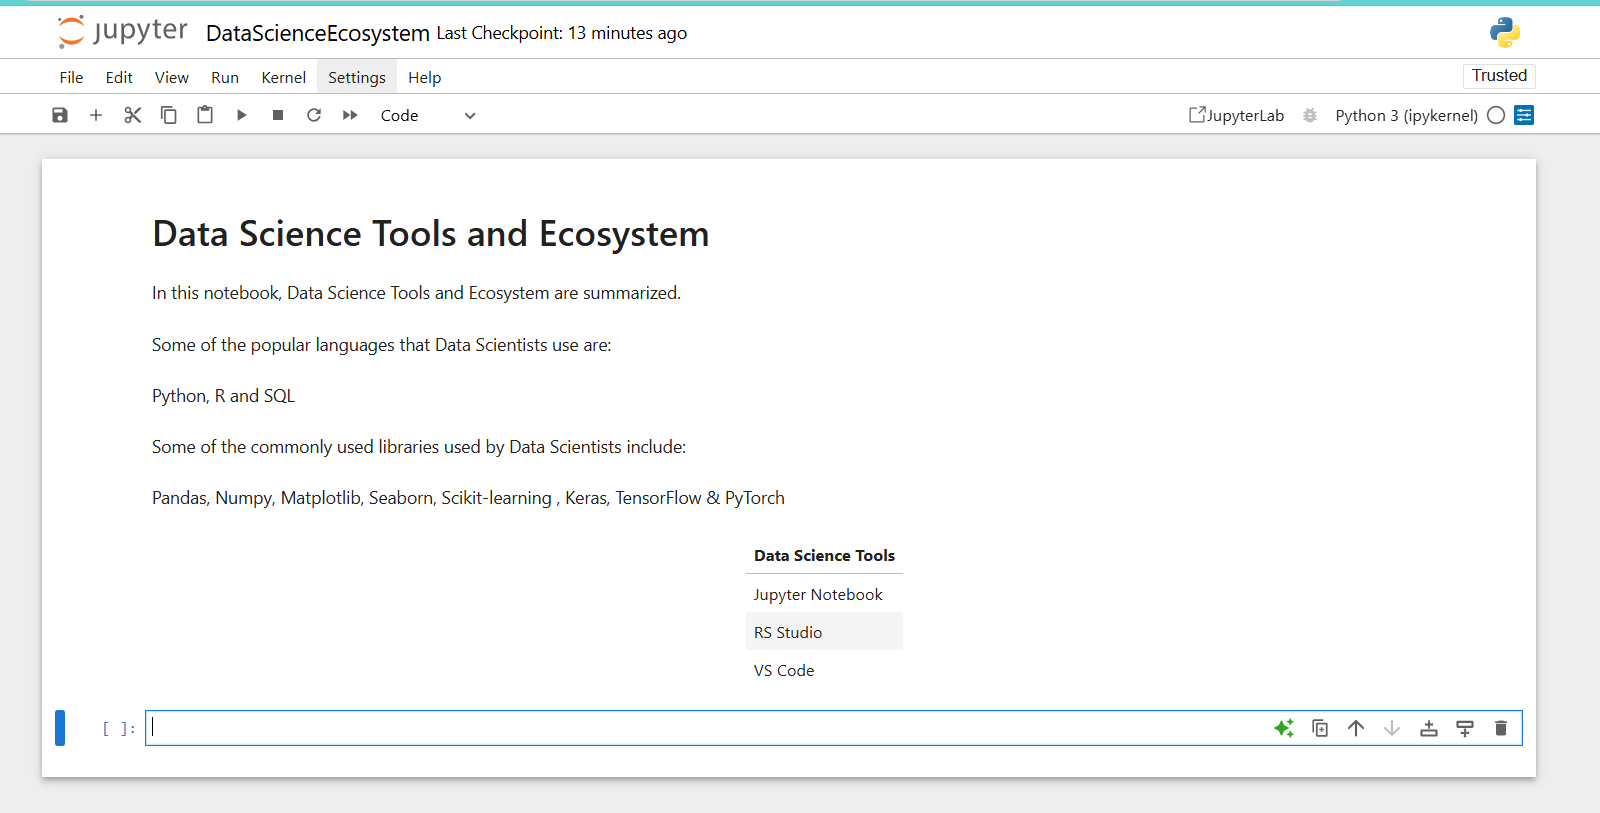 jupyter DataScienceEcosystem Last Checkpoint: 13 minutes ago
File Edit View Run Kernel Settings Help Trusted
Code JupyterLab Python 3 (ipykernel)
Data Science Tools and Ecosystem
In this notebook, Data Science Tools and Ecosystem are summarized.
Some of the popular languages that Data Scientists use are:
Python, R and SQL
Some of the commonly used libraries used by Data Scientists include:
Pandas, Numpy, Matplotlib, Seaborn, Scikit-learning , Keras, TensorFlow & PyTorch
Data Science Tools
Jupyter Notebook
RS Studio
VS Code
[ ]: